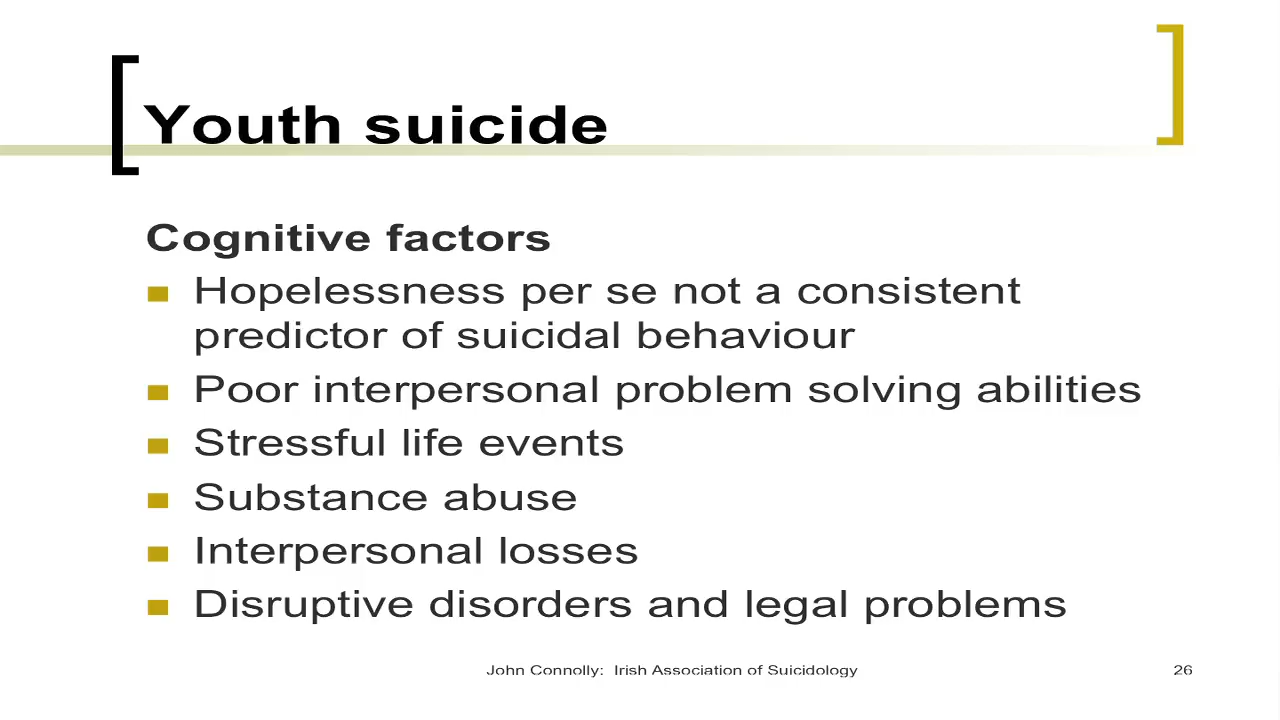 Youth suicide
Cognitive factors
Hopelessness per se not a consistent
predictor of suicidal behaviour
Poor interpersonal problem solving abilities
Stressful life events
Substance abuse
Interpersonal losses
Disruptive disorders and legal problems
John Connolly: Irish Association of Suicidology
26